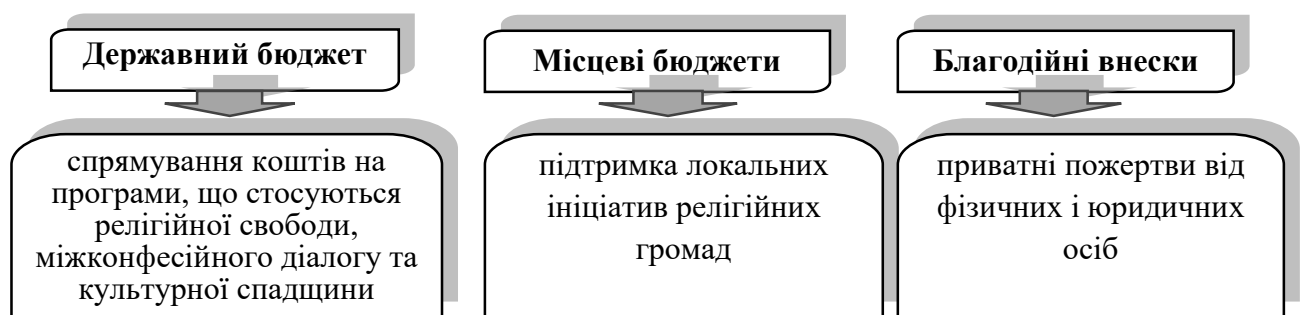 Державний бюджет
спрямування коштів на
програми, що стосуються
релігійної свободи,
міжконфесійного діалогу та
культурної спадщини
Місцеві бюджети
підтримка локальних
ініціатив релігійних
громад
Благодійні внески
приватні пожертви від
фізичних і юридичних
осіб